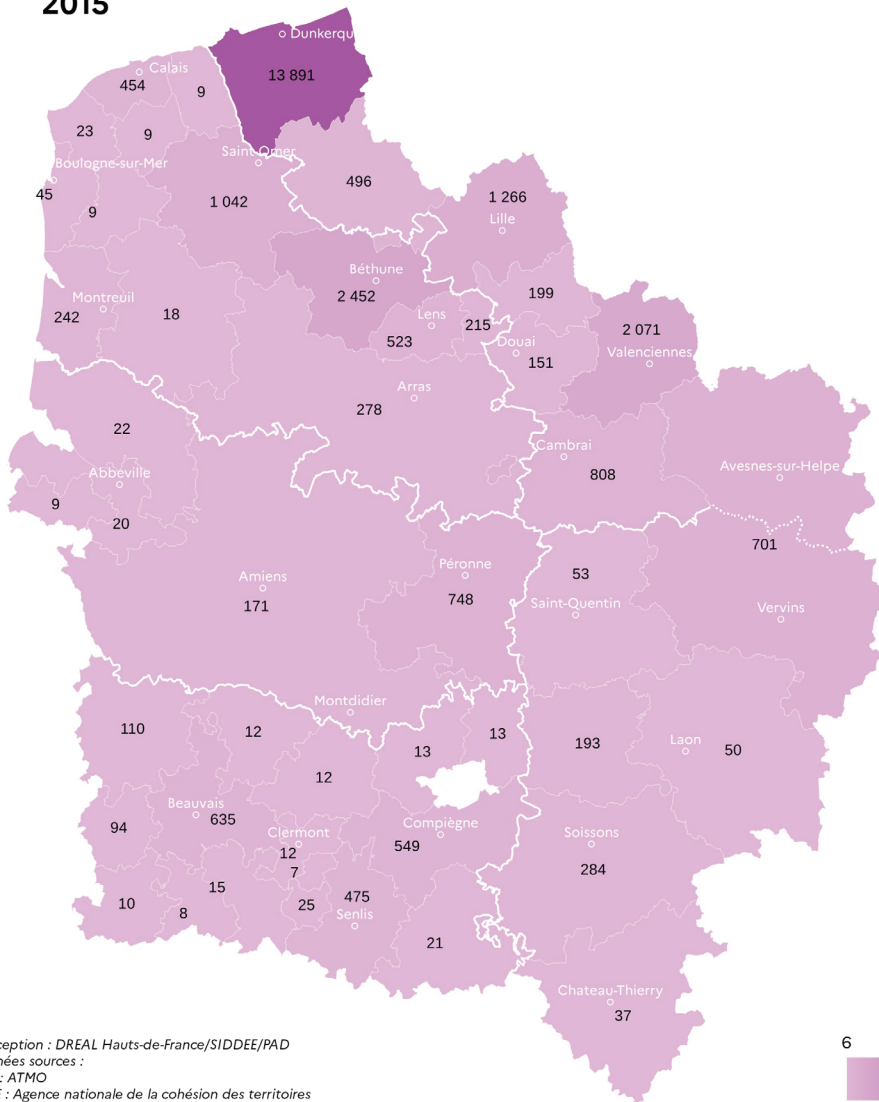 2015
Dunkerqu
13 891
Calais
454
9
23
9
Boulogne-sur-Mer
Saint-Omer
45
9
1 042
496
1 266
Lille
Béthune
2 452
199
Montreuil
242
18
Lens
523
215
Douai
151
2 071
Valenciennes
Arras
278
22
Cambrai
808
Avesnes-sur-Helpe
Abbeville
9
20
701
Amiens
171
Péronne
748
53
Saint-Quentin
Vervins
Montdidier
110
12
13
13
193
Laon
50
12
Beauvais
635
94
Clermont
12
7
Compiègne
549
Soissons
284
10
8
15
25
475
Senlis
21
Chateau-Thierry
37
ception : DREAL Hauts-de-France/SIDDEE/PAD
nées sources :
: ATMO
E : Agence nationale de la cohésion des territoires
6